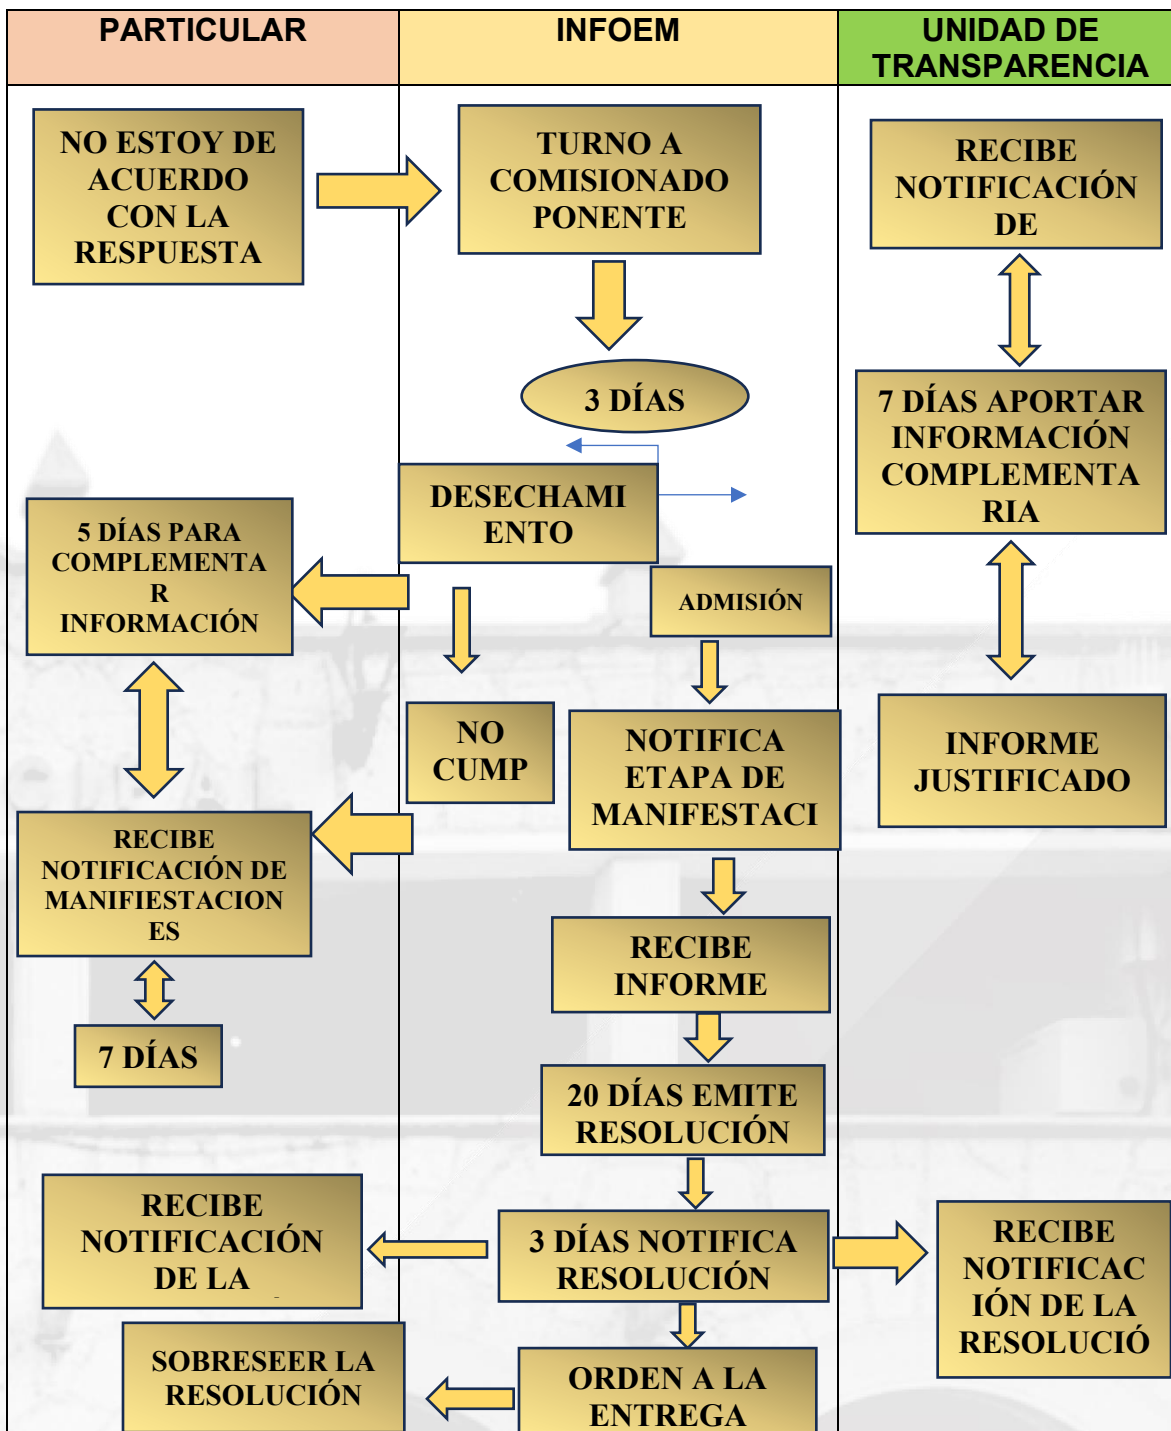 PARTICULAR
INFOEM
UNIDAD DE
TRANSPARENCIA
NO ESTOY DE
ACUERDO
CON LA
RESPUESTA
TURNO A
COMISIONADO
PONENTE
RECIBE
NOTIFICACIÓN
DE
3 DÍAS
7 DÍAS APORTAR
INFORMACIÓN
COMPLEMENTA
RIA
DESECHAMI
ENTO
5 DÍAS PARA
COMPLEMENTA
R
INFORMACIÓN
ADMISIÓN
NO
CUMP
NOTIFICA
ETAPA DE
MANIFESTACI
INFORME
JUSTIFICADO
RECIBE
NOTIFICACIÓN DE
MANIFIESTACION
ES
RECIBE
INFORME
7 DÍAS
20 DÍAS EMITE
RESOLUCIÓN
RECIBE
NOTIFICACIÓN
DE LA
3 DÍAS NOTIFICA
RESOLUCIÓN
RECIBE
NOTIFICAC
IÓN DE LA
RESOLUCIÓ
SOBRESEER LA
RESOLUCIÓN
ORDEN A LA
ENTREGA